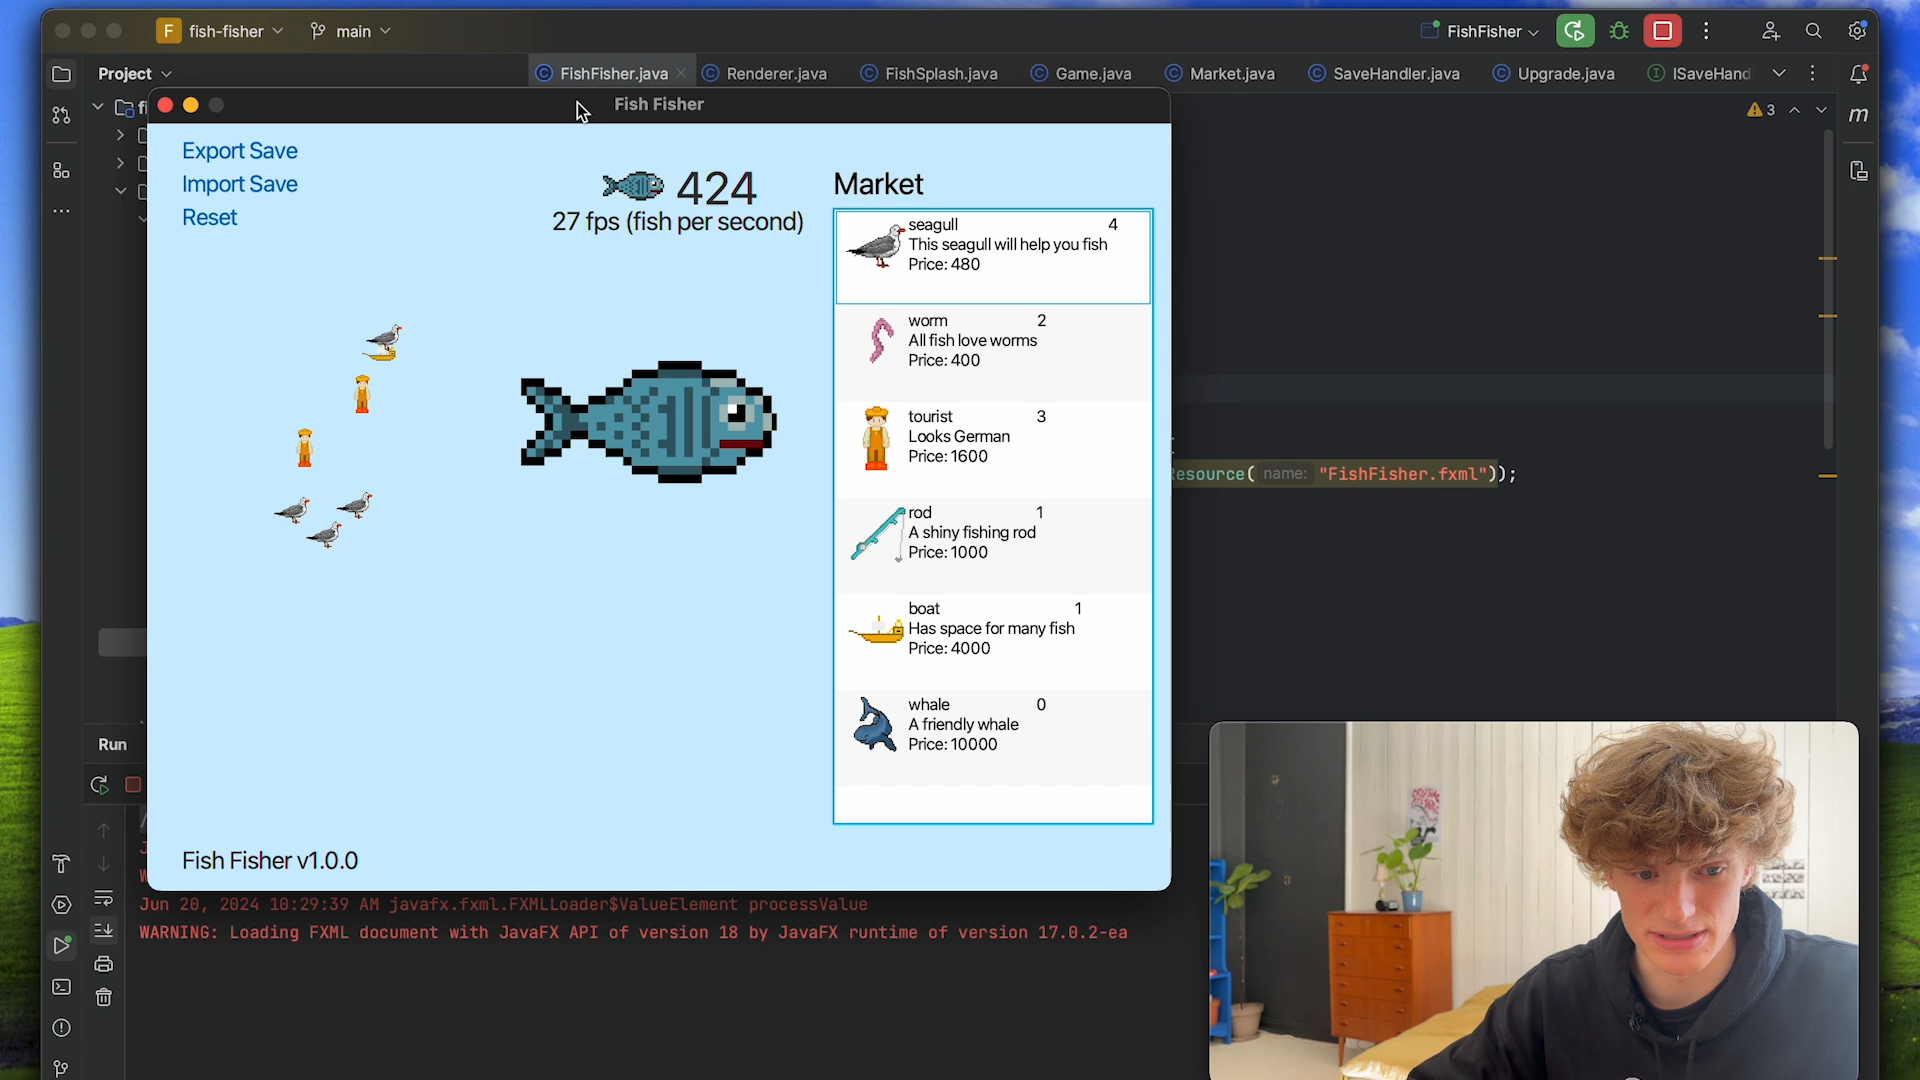 fish-fisher
main
FishFisher
Project
FishFisher.java
Renderer.java
FishSplash.java
Game.java
Market.java
SaveHandler.java
Upgrade.java
ISaveHand
3
Fish Fisher
Export Save
Import Save
Reset
424
27 fps (fish per second)
Market
seagull 4
This seagull will help you fish
Price: 480
worm 2
All fish love worms
Price: 400
tourist 3
Looks German
Price: 1600
rod 1
A shiny fishing rod
Price: 1000
boat 1
Has space for many fish
Price: 4000
whale 0
A friendly whale
Price: 10000
Fish Fisher v1.0.0
esource( name: "FishFisher.fxml"));
Run
Jun 20, 2024 10:29:39 AM javafx.fxml.FXMLLoader$ValueElement processValue
WARNING: Loading FXML document with JavaFX API of version 18 by JavaFX runtime of version 17.0.2-ea